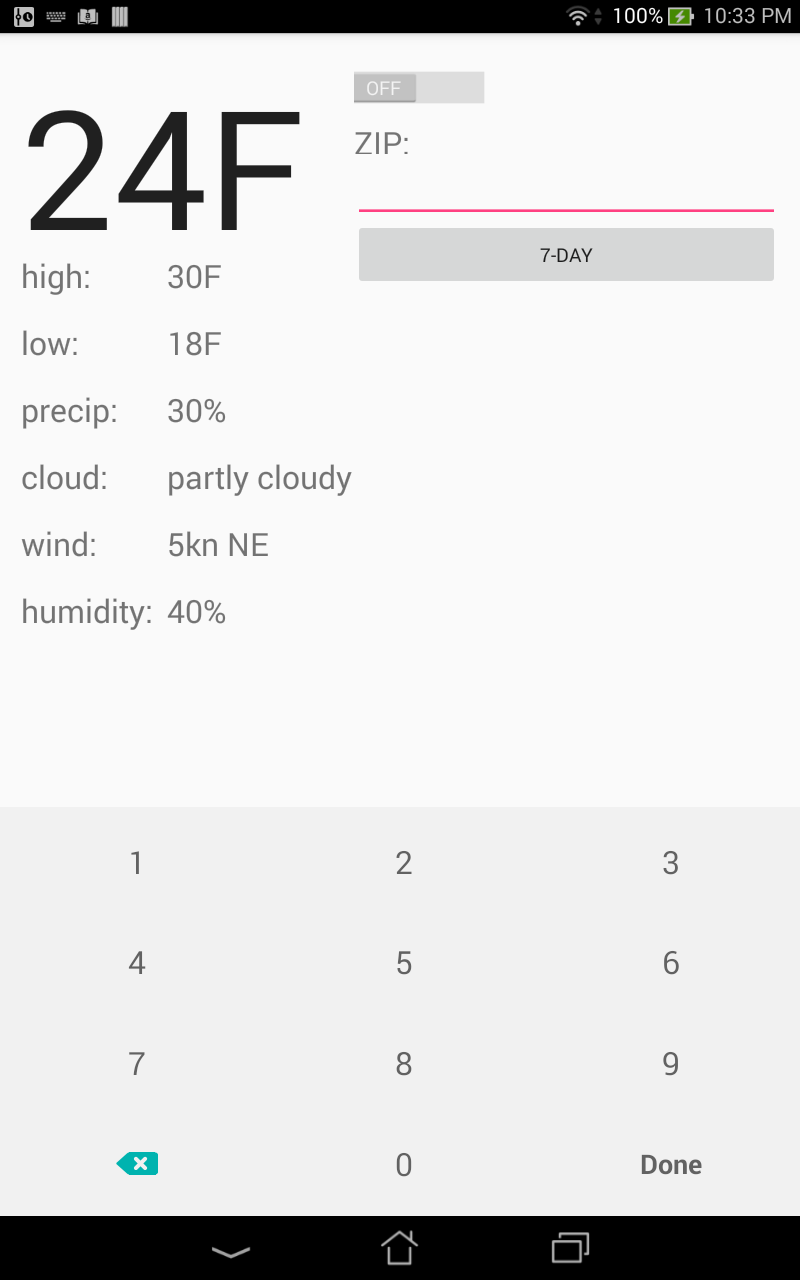 100% 10:33 PM
OFF
24F
ZIP:
7-DAY
high: 30F
low: 18F
precip: 30%
cloud: partly cloudy
wind: 5kn NE
humidity: 40%
1 2 3
4 5 6
7 8 9
0 Done